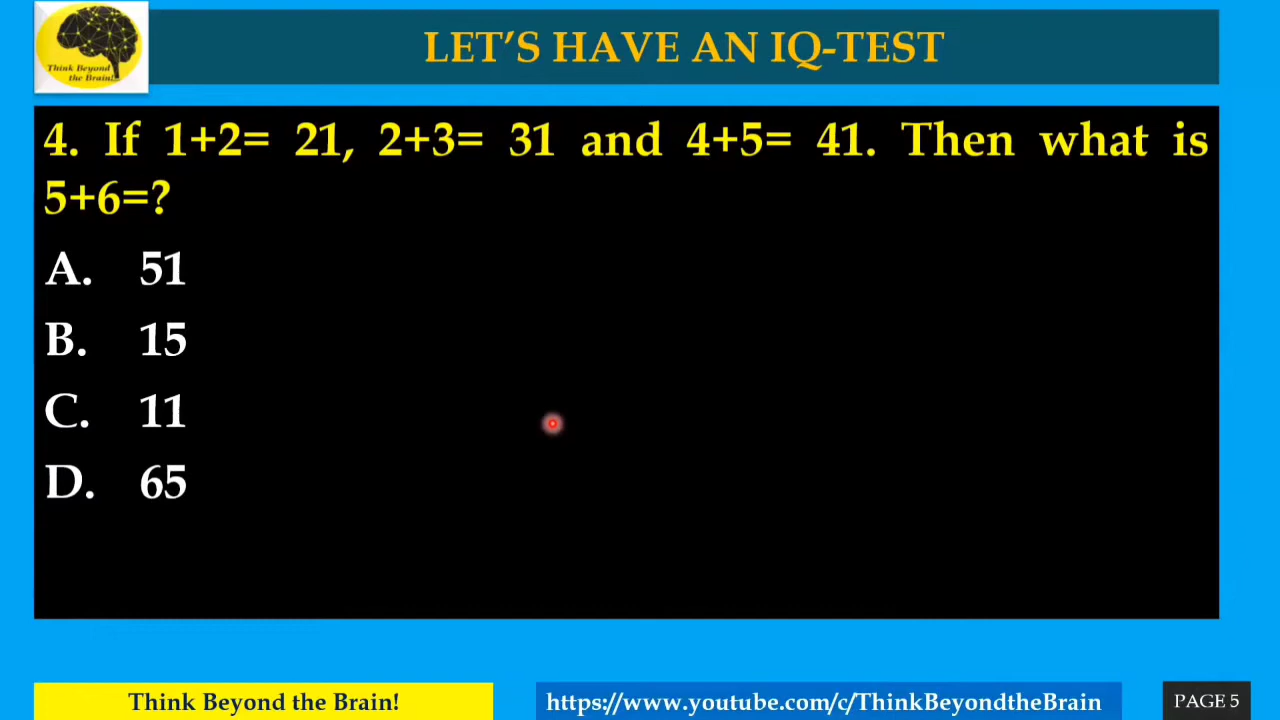 Think Beyond
the Brain!
LET'S HAVE AN IQ-TEST
4. If 1+2= 21, 2+3= 31 and 4+5= 41. Then what is
5+6=?
A. 51
B. 15
C. 11
D. 65
Think Beyond the Brain!
https://www.youtube.com/c/ThinkBeyondtheBrain
PAGE 5